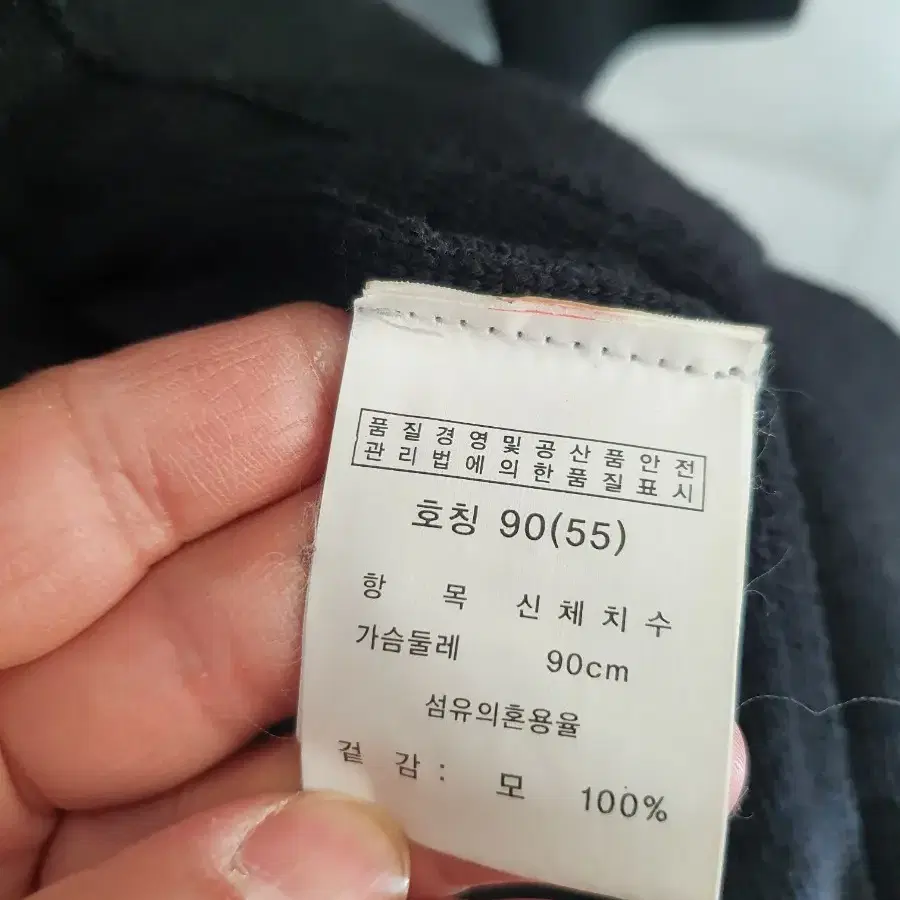 품질경영및공산품안전
관리법에의한품질표시
호칭 90(55)
항 목 신체치수
가슴둘레 90cm
섬유의혼용율
겉감: 모 100%